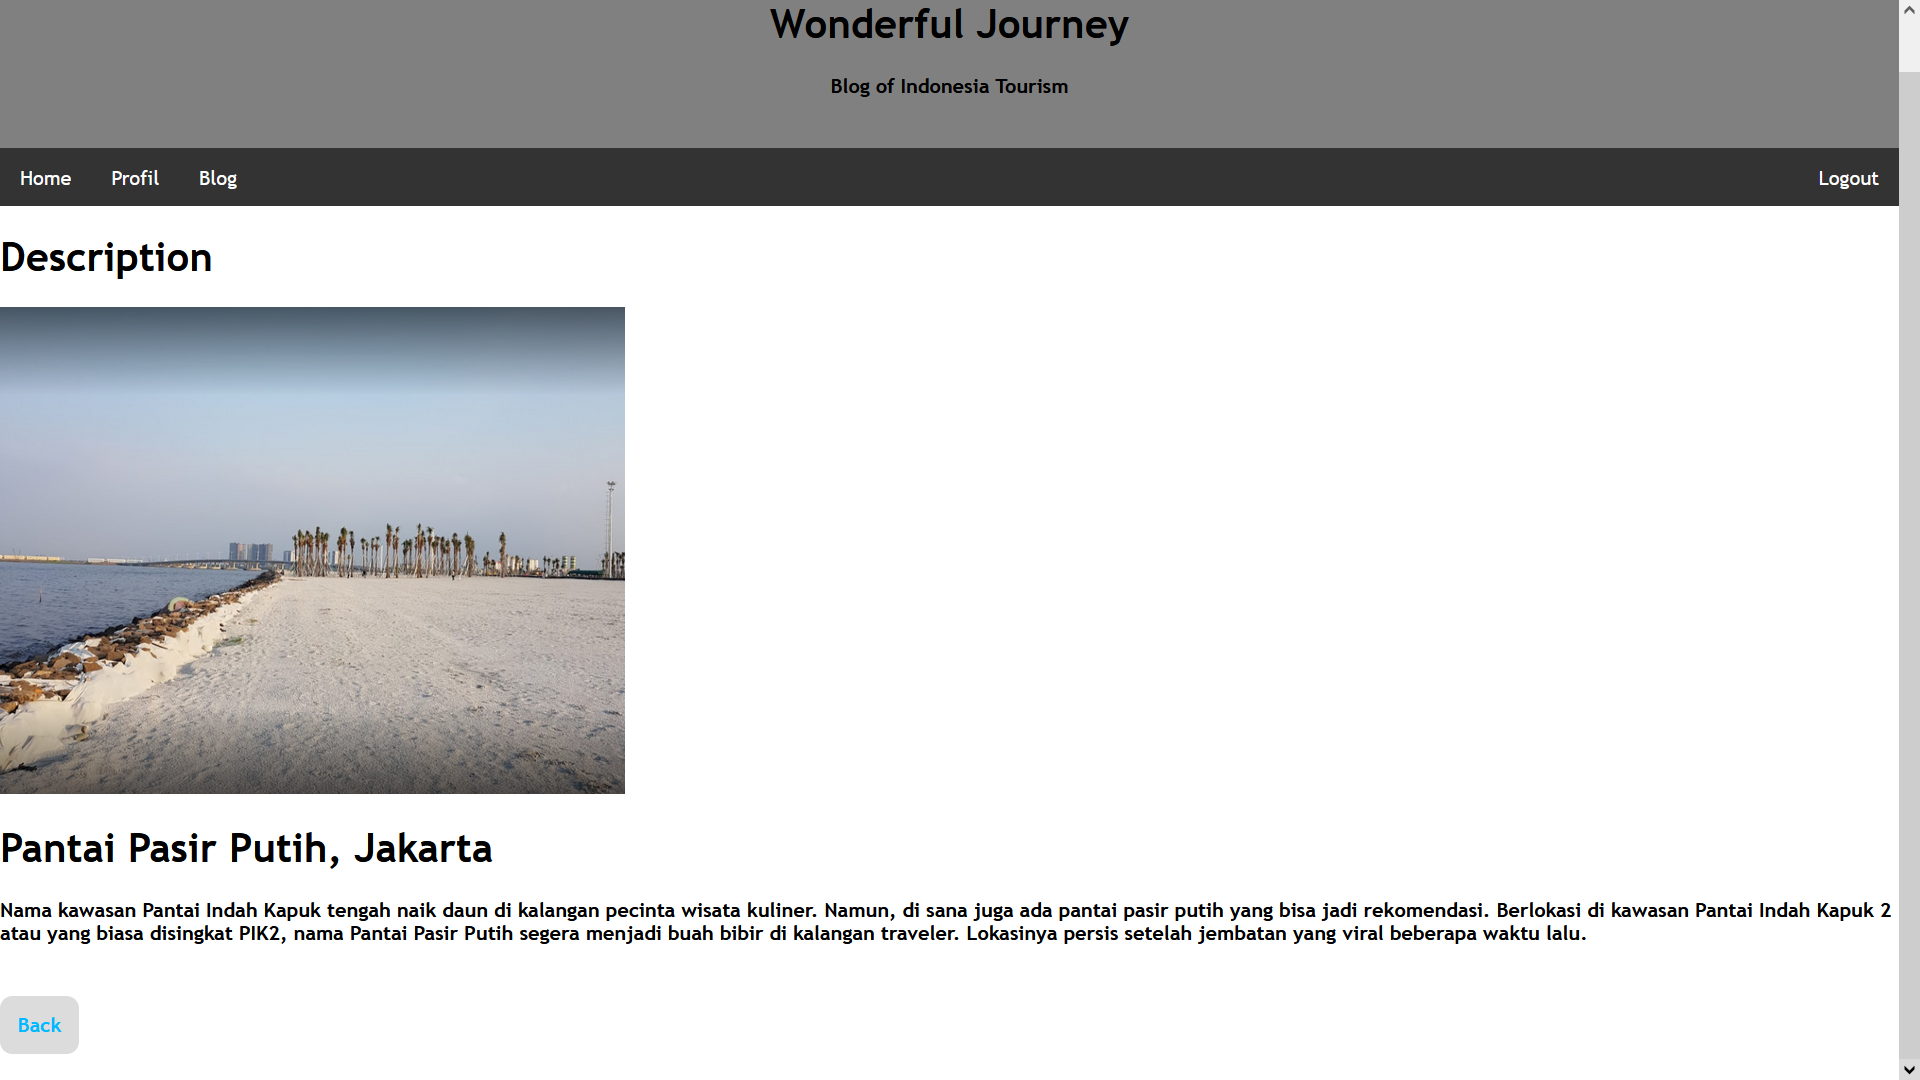 Wonderful Journey
Blog of Indonesia Tourism
Home Profil Blog Logout
Description
Pantai Pasir Putih, Jakarta
Nama kawasan Pantai Indah Kapuk tengah naik daun di kalangan pecinta wisata kuliner. Namun, di sana juga ada pantai pasir putih yang bisa jadi rekomendasi. Berlokasi di kawasan Pantai Indah Kapuk 2
atau yang biasa disingkat PIK2, nama Pantai Pasir Putih segera menjadi buah bibir di kalangan traveler. Lokasinya persis setelah jembatan yang viral beberapa waktu lalu.
Back